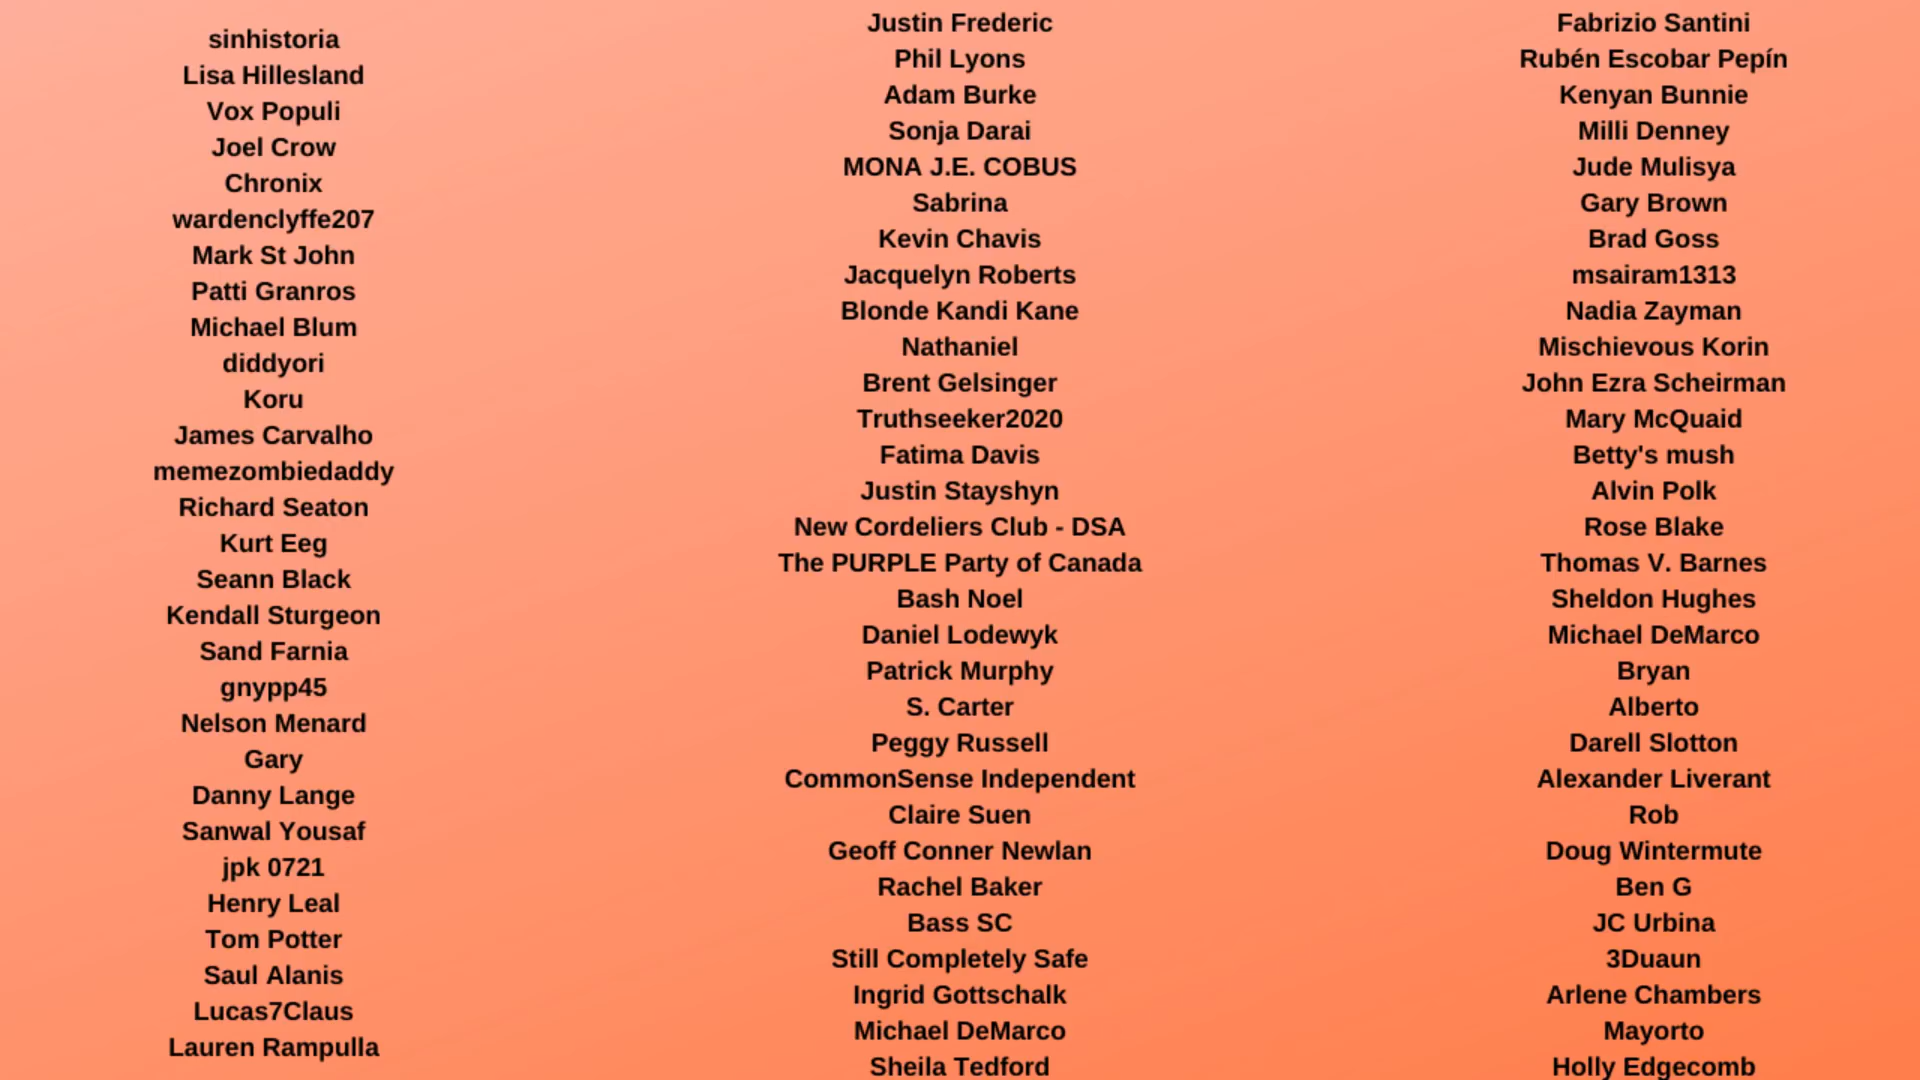 sinhistoria
Lisa Hillesland
Vox Populi
Joel Crow
Chronix
wardenclyffe207
Mark St John
Patti Granros
Michael Blum
diddyori
Koru
James Carvalho
memezombiedaddy
Richard Seaton
Kurt Eeg
Seann Black
Kendall Sturgeon
Sand Farnia
gnypp45
Nelson Menard
Gary
Danny Lange
Sanwal Yousaf
jpk 0721
Henry Leal
Tom Potter
Saul Alanis
Lucas7Claus
Lauren Rampulla
Justin Frederic
Phil Lyons
Adam Burke
Sonja Darai
MONA J.E. COBUS
Sabrina
Kevin Chavis
Jacquelyn Roberts
Blonde Kandi Kane
Nathaniel
Brent Gelsinger
Truthseeker2020
Fatima Davis
Justin Stayshyn
New Cordeliers Club - DSA
The PURPLE Party of Canada
Bash Noel
Daniel Lodewyk
Patrick Murphy
S. Carter
Peggy Russell
CommonSense Independent
Claire Suen
Geoff Conner Newlan
Rachel Baker
Bass SC
Still Completely Safe
Ingrid Gottschalk
Michael DeMarco
Sheila Tedford
Fabrizio Santini
Rubén Escobar Pepín
Kenyan Bunnie
Milli Denney
Jude Mulisya
Gary Brown
Brad Goss
msairam1313
Nadia Zayman
Mischievous Korin
John Ezra Scheirman
Mary McQuaid
Betty's mush
Alvin Polk
Rose Blake
Thomas V. Barnes
Sheldon Hughes
Michael DeMarco
Bryan
Alberto
Darell Slotton
Alexander Liverant
Rob
Doug Wintermute
Ben G
JC Urbina
3Duaun
Arlene Chambers
Mayorto
Holly Edgecomb